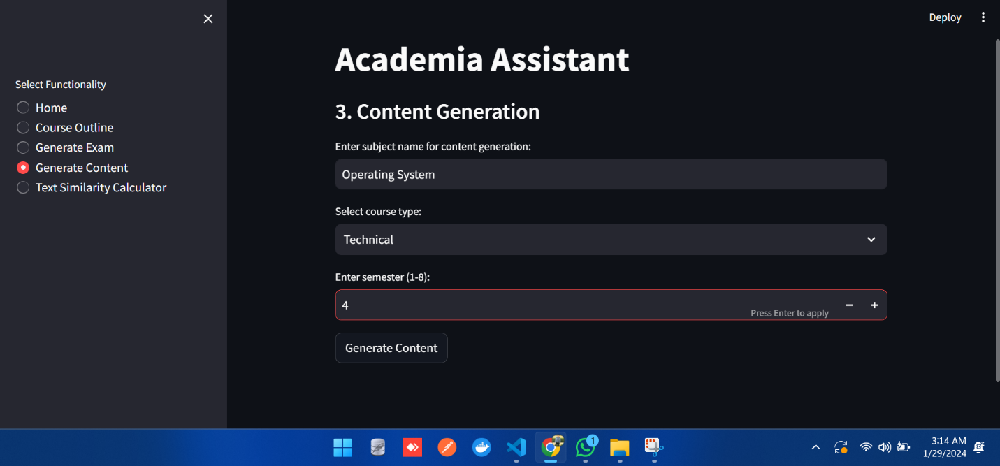 Deploy
Select Functionality
Home
Course Outline
Generate Exam
Generate Content
Text Similarity Calculator
Academia Assistant
3. Content Generation
Enter subject name for content generation:
Operating System
Select course type:
Technical
Enter semester (1-8):
4
Press Enter to apply
Generate Content
1
3:14 AM
1/29/2024